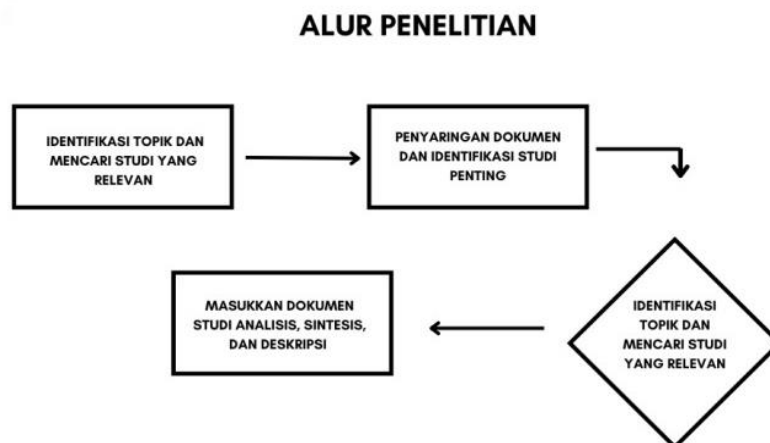 ALUR PENELITIAN
IDENTIFIKASI TOPIK DAN
MENCARI STUDI YANG
RELEVAN
PENYARINGAN DOKUMEN
DAN IDENTIFIKASI STUDI
PENTING
IDENTIFIKASI
TOPIK DAN
MENCARI STUDI
YANG RELEVAN
MASUKKAN DOKUMEN
STUDI ANALISIS, SINTESIS,
DAN DESKRIPSI